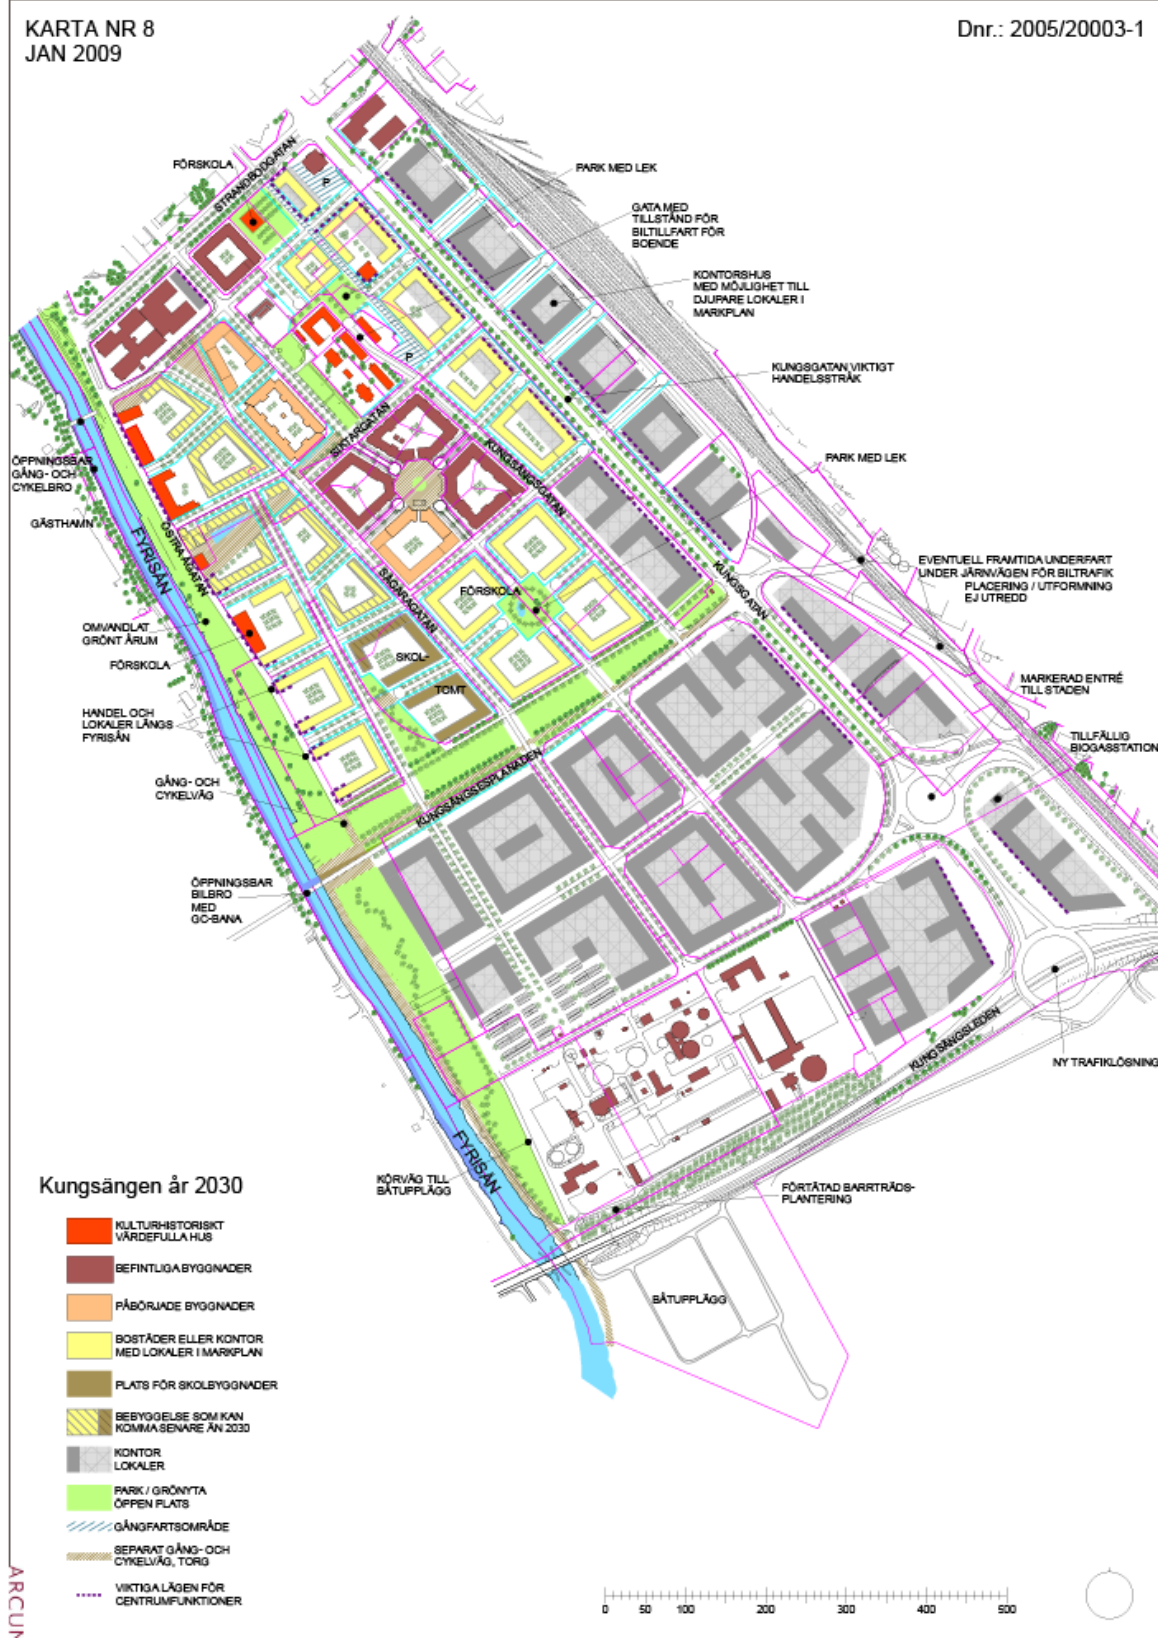 KARTA NR 8
JAN 2009
Dnr.: 2005/20003-1
FÖRSKOLA
STRANDBODGATAN
P
PARK MED LEK
GATA MED
TILLSTÅND FÖR
BILTILLFART FÖR
BOENDE
KONTORSHUS
MED MÖJLIGHET TILL
DJUPARE LOKALER I
MARKPLAN
P
KUNGSGATAN VIKTIGT
HANDELSSTRÅK
SIKTARGATAN
KUNGSÄNGSGATAN
PARK MED LEK
ÖPPNINGSBAR
GÅNG- OCH
CYKELBRO
GÄSTHAMN
FYRISÅN
ÖSTRA ÅGATAN
SÅGARGATAN
FÖRSKOLA
KUNGSGATAN
EVENTUELL FRAMTIDA UNDERFART
UNDER JÄRNVÄGEN FÖR BILTRAFIK
PLACERING / UTFORMNING
EJ UTREDD
OMVANDLAT
GRÖNT ÅRUM
FÖRSKOLA
SKOL-
TOMT
MARKERAD ENTRÉ
TILL STADEN
HANDEL OCH
LOKALER LÄNGS
FYRISÅN
TILLFÄLLIG
BIOGASSTATION
GÅNG- OCH
CYKELVÄG
KUNGSÄNGSESPLANADEN
ÖPPNINGSBAR
BILBRO
MED
GC-BANA
KUNGSÄNGSLEDEN
NY TRAFIKLÖSNING
FYRISÅN
KÖRVÄG TILL
BÅTUPPLÄGG
FÖRTÄTAD BARRTRÄDS-
PLANTERING
BÅTUPPLÄGG
Kungsängen år 2030
KULTURHISTORISKT
VÄRDEFULLA HUS
BEFINTLIGA BYGGNADER
PÅBÖRJADE BYGGNADER
BOSTÄDER ELLER KONTOR
MED LOKALER I MARKPLAN
PLATS FÖR SKOLBYGGNADER
BEBYGGELSE SOM KAN
KOMMA SENARE ÄN 2030
KONTOR
LOKALER
PARK / GRÖNYTA
ÖPPEN PLATS
GÅNGFARTSOMRÅDE
SEPARAT GÅNG- OCH
CYKELVÄG, TORG
VIKTIGA LÄGEN FÖR
CENTRUMFUNKTIONER
0 50 100 200 300 400 500
ARCUM